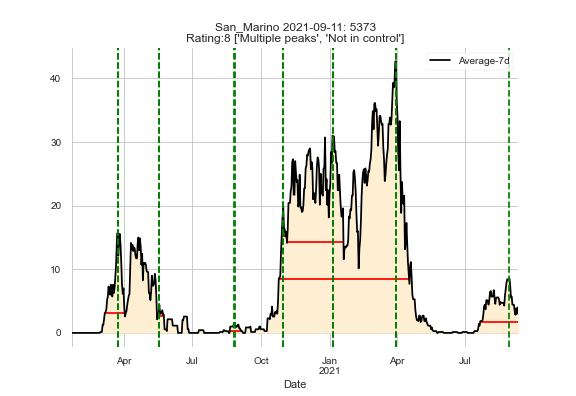 San_Marino 2021-09-11: 5373
Rating:8 ['Multiple peaks', 'Not in control']
Average-7d
40
30
20
10
0
Apr Jul Oct Jan Apr Jul
2021
Date